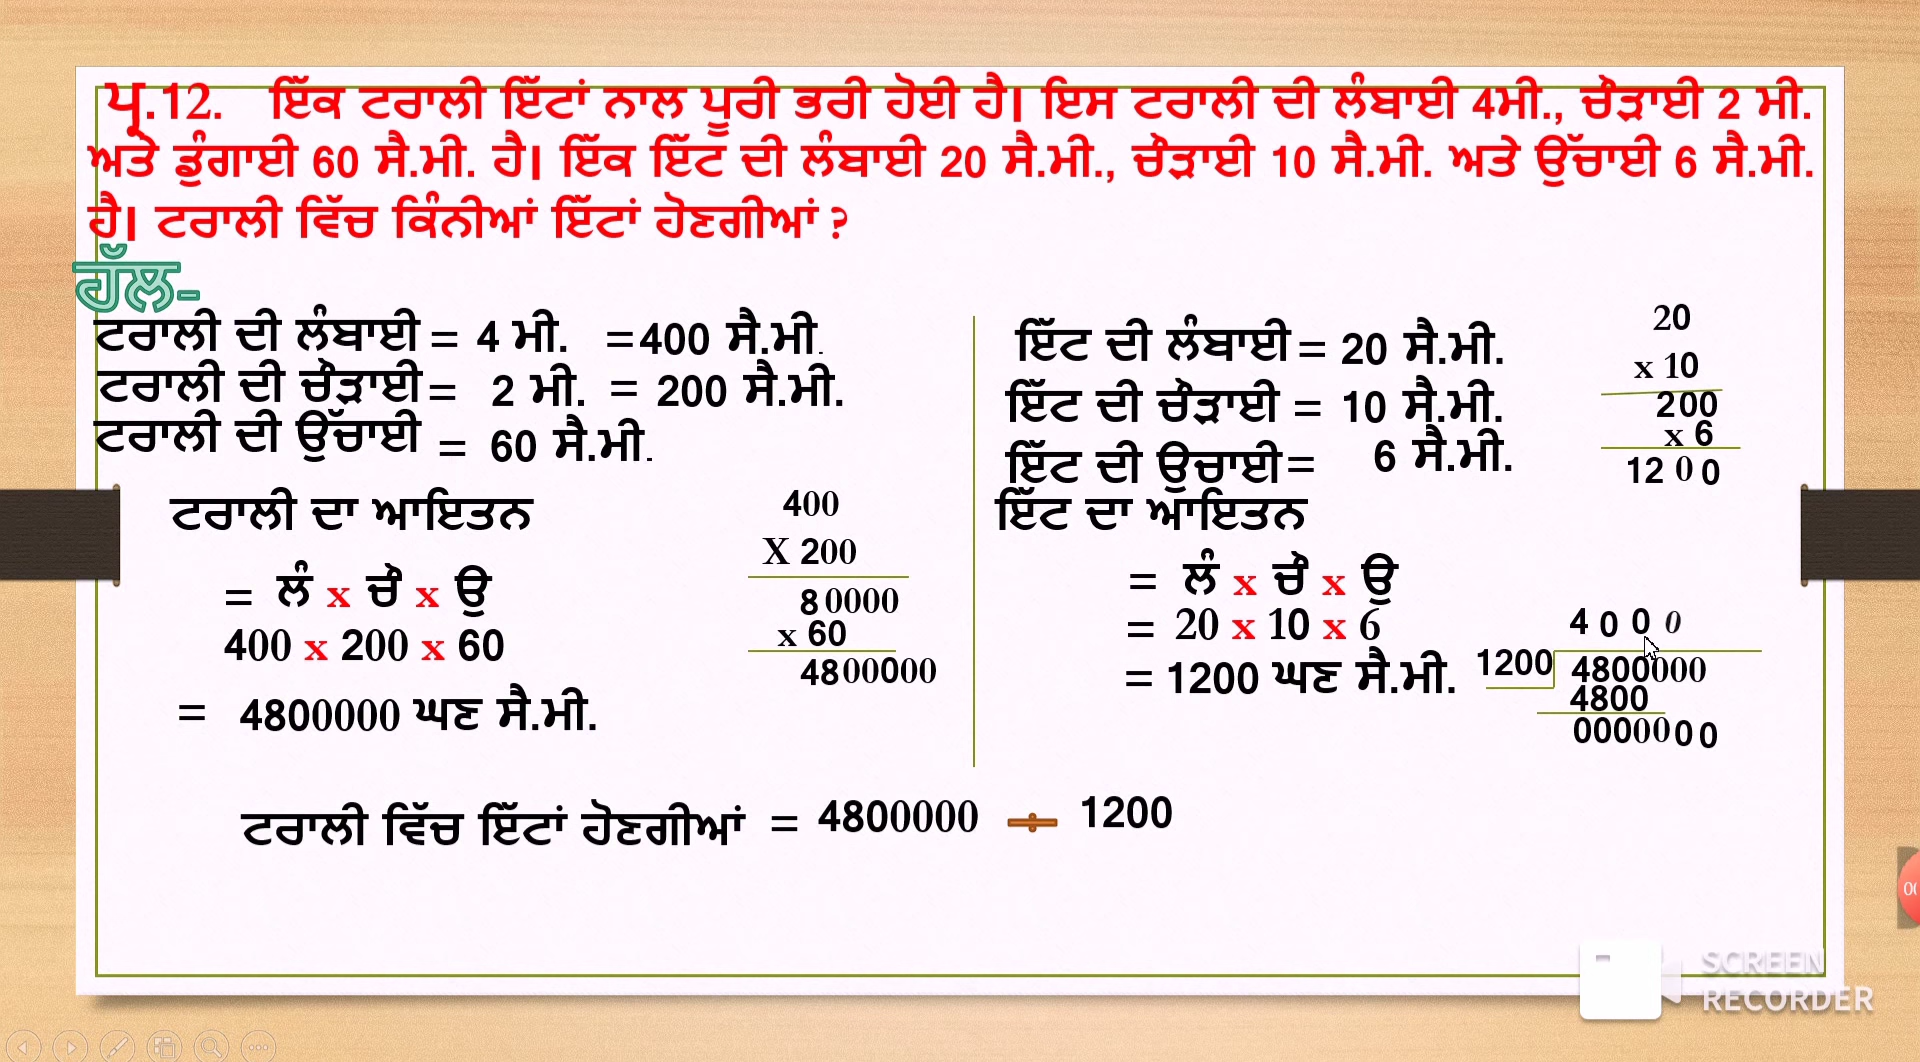 ਪ੍ਰ.12. ਇੱਕ ਟਰਾਲੀ ਇੱਟਾਂ ਨਾਲ ਪੂਰੀ ਭਰੀ ਹੋਈ ਹੈ। ਇਸ ਟਰਾਲੀ ਦੀ ਲੰਬਾਈ 4ਮੀ., ਚੌੜਾਈ 2 ਮੀ.
ਅਤੇ ਡੂੰਗਾਈ 60 ਸੈ.ਮੀ. ਹੈ। ਇੱਕ ਇੱਟ ਦੀ ਲੰਬਾਈ 20 ਸੈ.ਮੀ., ਚੌੜਾਈ 10 ਸੈ.ਮੀ. ਅਤੇ ਉੱਚਾਈ 6 ਸੈ.ਮੀ.
ਹੈ। ਟਰਾਲੀ ਵਿੱਚ ਕਿੰਨੀਆਂ ਇੱਟਾਂ ਹੋਣਗੀਆਂ ?
ਹੱਲ-
ਟਰਾਲੀ ਦੀ ਲੰਬਾਈ = 4 ਮੀ. =400 ਸੈ.ਮੀ.
ਟਰਾਲੀ ਦੀ ਚੌੜਾਈ = 2 ਮੀ. = 200 ਸੈ.ਮੀ.
ਟਰਾਲੀ ਦੀ ਉੱਚਾਈ = 60 ਸੈ.ਮੀ.
ਟਰਾਲੀ ਦਾ ਆਇਤਨ
= ਲੰ x ਚੌ x ਉ
400 x 200 x 60
= 4800000 ਘਣ ਸੈ.ਮੀ.
400
X 200
80000
x 60
4800000
ਇੱਟ ਦੀ ਲੰਬਾਈ = 20 ਸੈ.ਮੀ.
ਇੱਟ ਦੀ ਚੌੜਾਈ = 10 ਸੈ.ਮੀ.
ਇੱਟ ਦੀ ਉਚਾਈ = 6 ਸੈ.ਮੀ.
ਇੱਟ ਦਾ ਆਇਤਨ
= ਲੰ x ਚੌ x ਉ
= 20 x 10 x 6
= 1200 ਘਣ ਸੈ.ਮੀ.
20
x 10
200
x 6
1200
4000
1200 4800000
4800
0000000
ਟਰਾਲੀ ਵਿੱਚ ਇੱਟਾਂ ਹੋਣਗੀਆਂ = 4800000 ÷ 1200
SCREEN
RECORDER